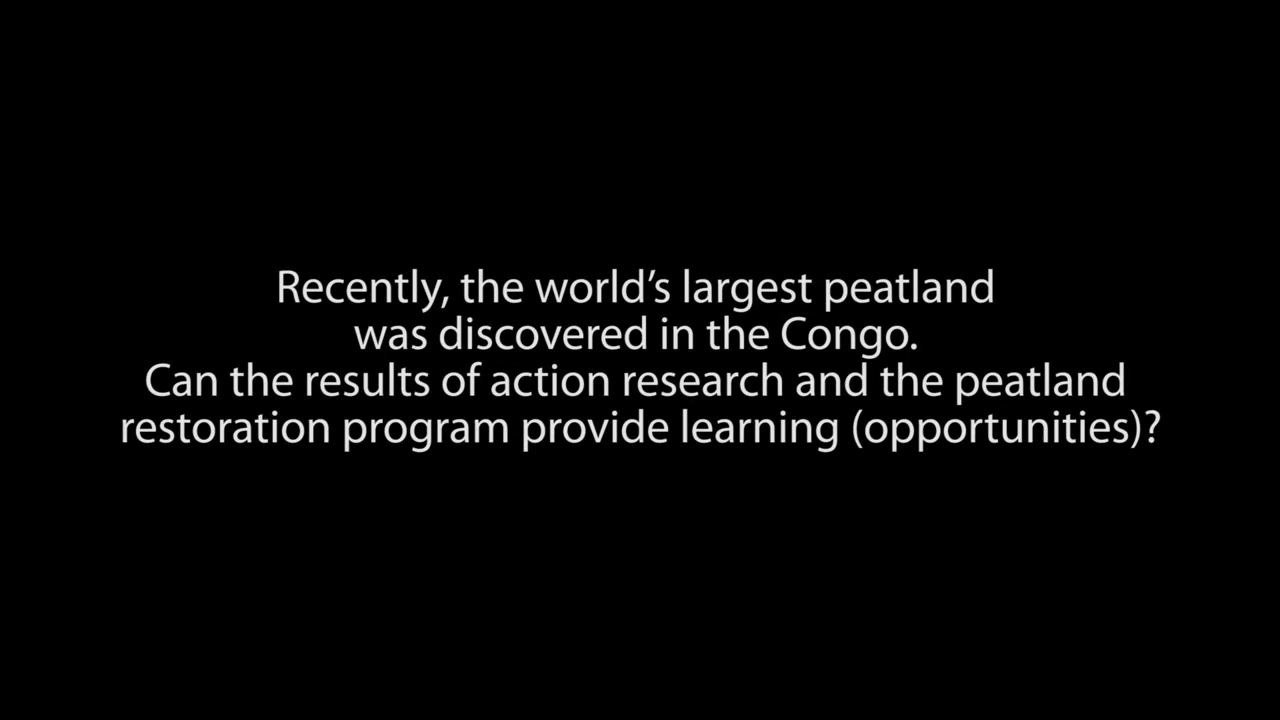 Recently, the world’s largest peatland
was discovered in the Congo.
Can the results of action research and the peatland
restoration program provide learning (opportunities)?